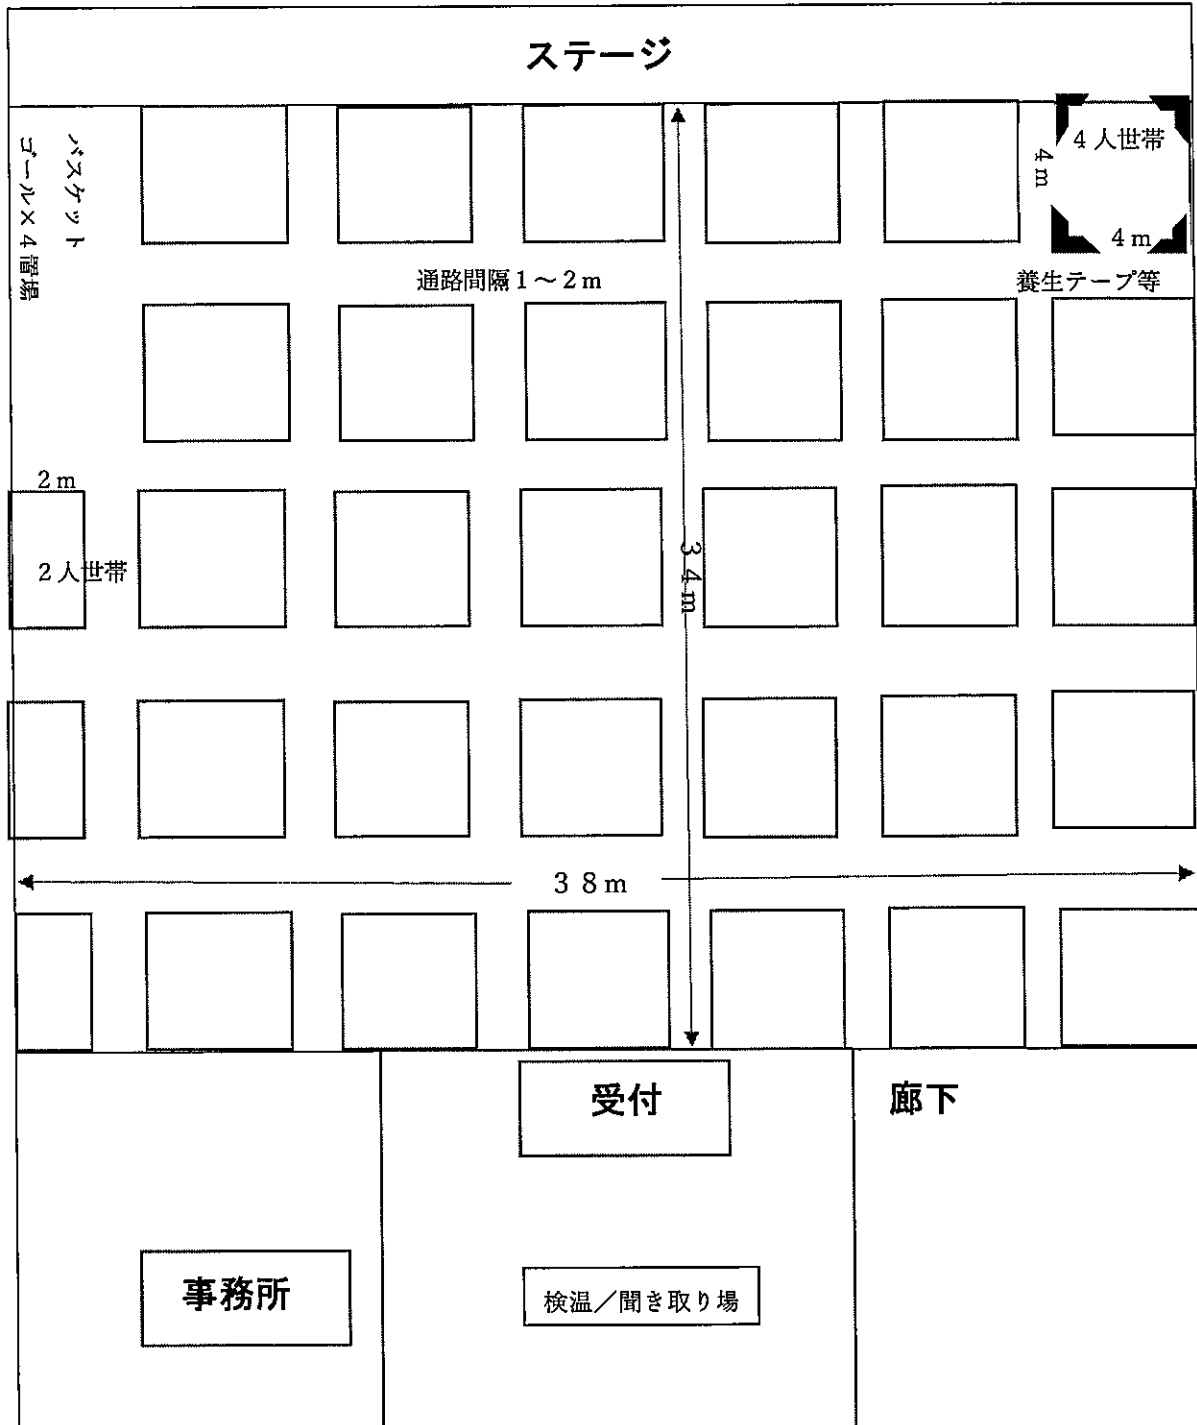 ステージ
バスケット
ゴール×4置場
4人世帯
4m
4m
通路間隔1~2m
養生テープ等
2m
2人世帯
34m
38m
受付
廊下
事務所
検温/聞き取り場